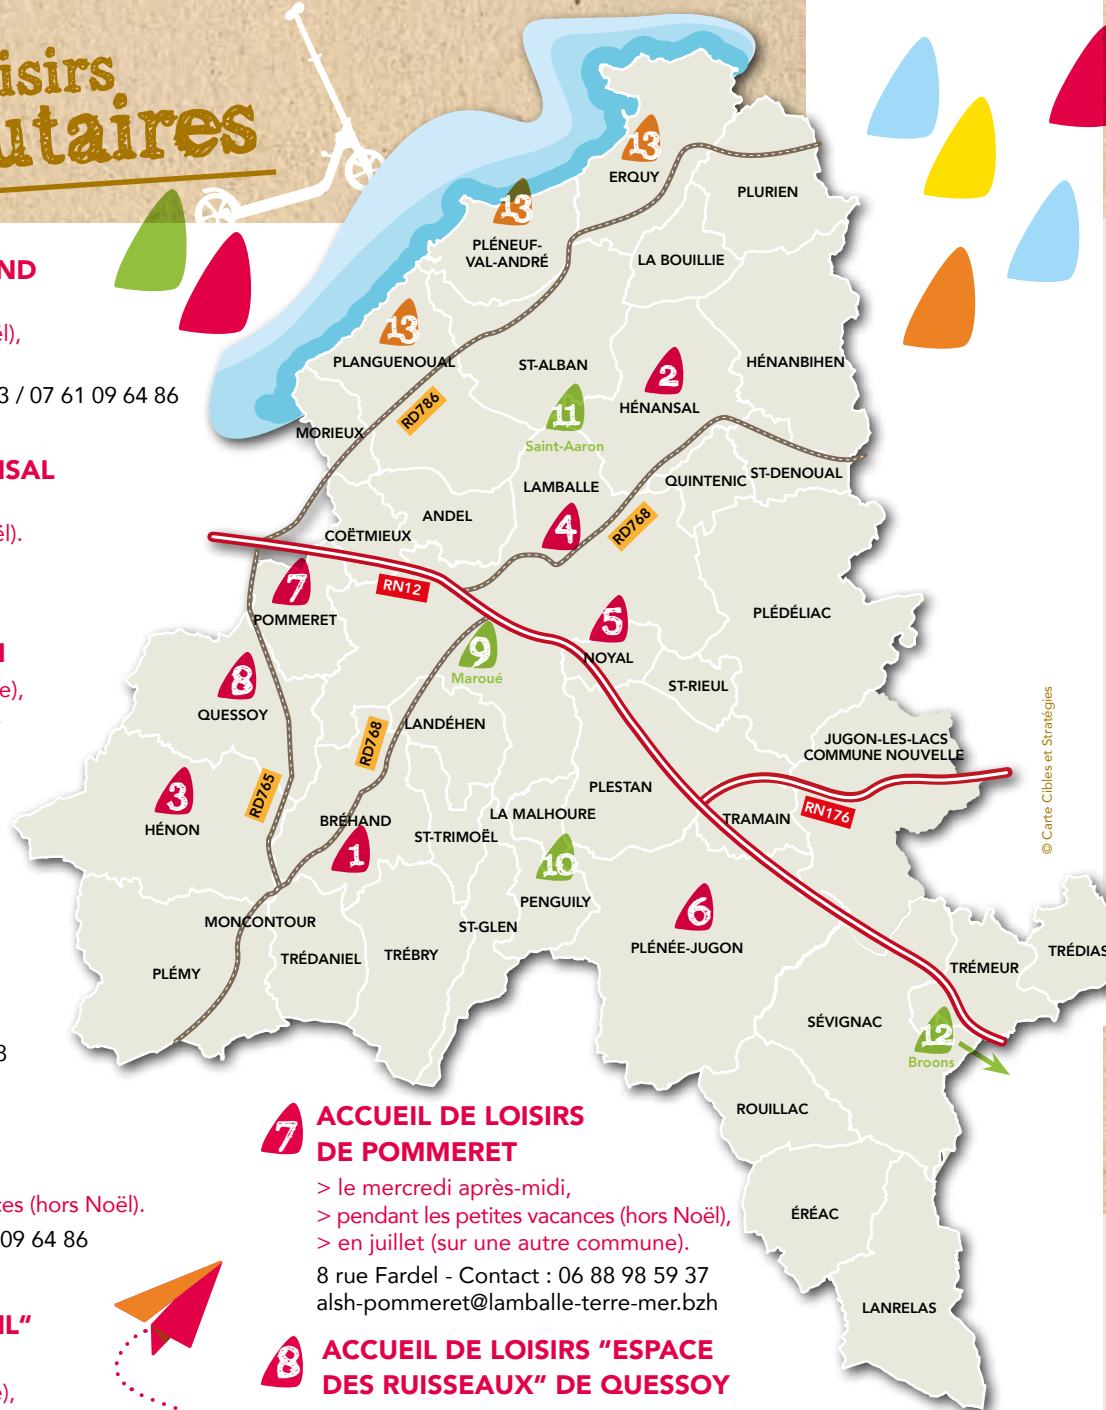 isirs
utaires
ND
él),
3 / 07 61 09 64 86
NSAL
él).
e),
ces (hors Noël).
09 64 86
IL“
é),
13
ERQUY
PLURIEN
13
PLÉNEUF-
VAL-ANDRÉ
LA BOUILLIE
13
PLANGUENOUAL
ST-ALBAN
2
HÉNANSAL
HÉNANBIHEN
RD786
11
Saint-Aaron
MORIEUX
LAMBALLE
QUINTENIC
ST-DENOUAL
ANDEL
4
RD768
COËTMIEUX
7
POMMERET
RN12
5
NOYAL
PLÉDÉLIAC
9
Maroué
8
QUESSOY
ST-RIEUL
LANDÉHEN
RD768
JUGON-LES-LACS
COMMUNE NOUVELLE
3
HÉNON
RD765
PLESTAN
BRÉHAND
1
ST-TRIMOËL
LA MALHOURE
TRAMAIN
RN176
10
PENGUILY
6
PLÉNÉE-JUGON
MONCONTOUR
ST-GLEN
TRÉDANIEL
TRÉBRY
PLÉMY
TRÉMEUR
TRÉDIAS
SÉVIGNAC
12
Broons
ROUILLAC
ÉRÉAC
LANRELAS
© Carte Cibles et Stratégies
7
ACCUEIL DE LOISIRS
DE POMMERET
> le mercredi après-midi,
> pendant les petites vacances (hors Noël),
> en juillet (sur une autre commune).
8 rue Fardel - Contact : 06 88 98 59 37
alsh-pommeret@lamballe-terre-mer.bzh
8
ACCUEIL DE LOISIRS “ESPACE
DES RUISSEAUX” DE QUESSOY